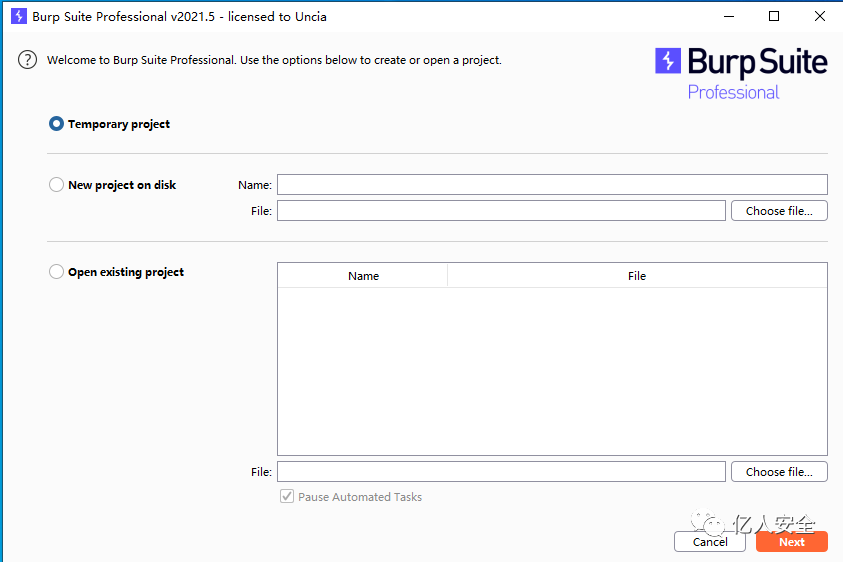 Burp Suite Professional v2021.5 - licensed to Uncia
Welcome to Burp Suite Professional. Use the options below to create or open a project.
Burp Suite
Professional
Temporary project
New project on disk
Name:
File:
Choose file...
Open existing project
Name
File
File:
Choose file...
Pause Automated Tasks
亿人安全
Cancel
Next